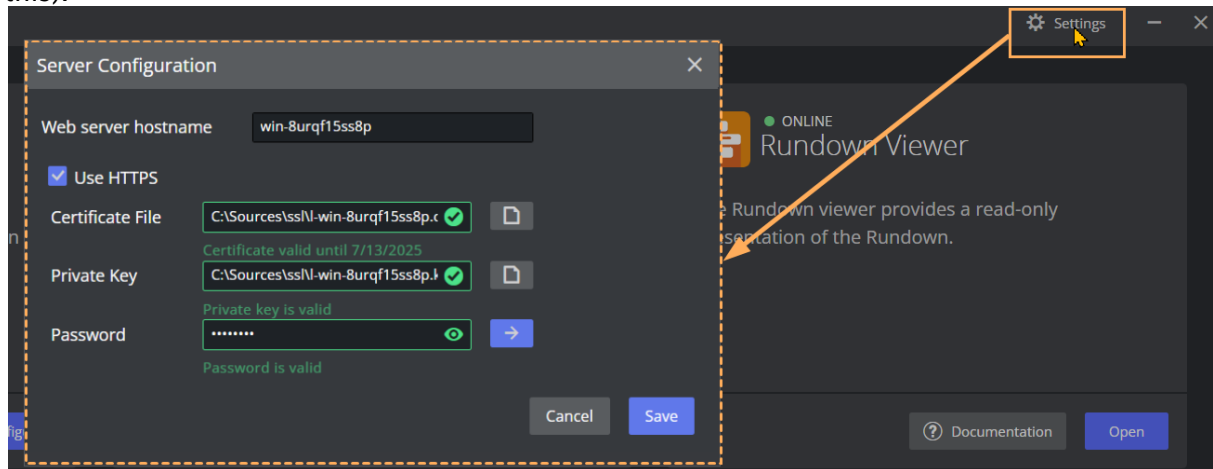 Settings
Server Configuration
Web server hostname win-8urqf15ss8p
Use HTTPS
Certificate File C:\Sources\ssl\l-win-8urqf15ss8p.c
Certificate valid until 7/13/2025
Private Key C:\Sources\ssl\l-win-8urqf15ss8p.k
Private key is valid
Password ········
Password is valid
Cancel Save
ONLINE
Rundown Viewer
Rundown viewer provides a read-only
of the Rundown.
Documentation Open